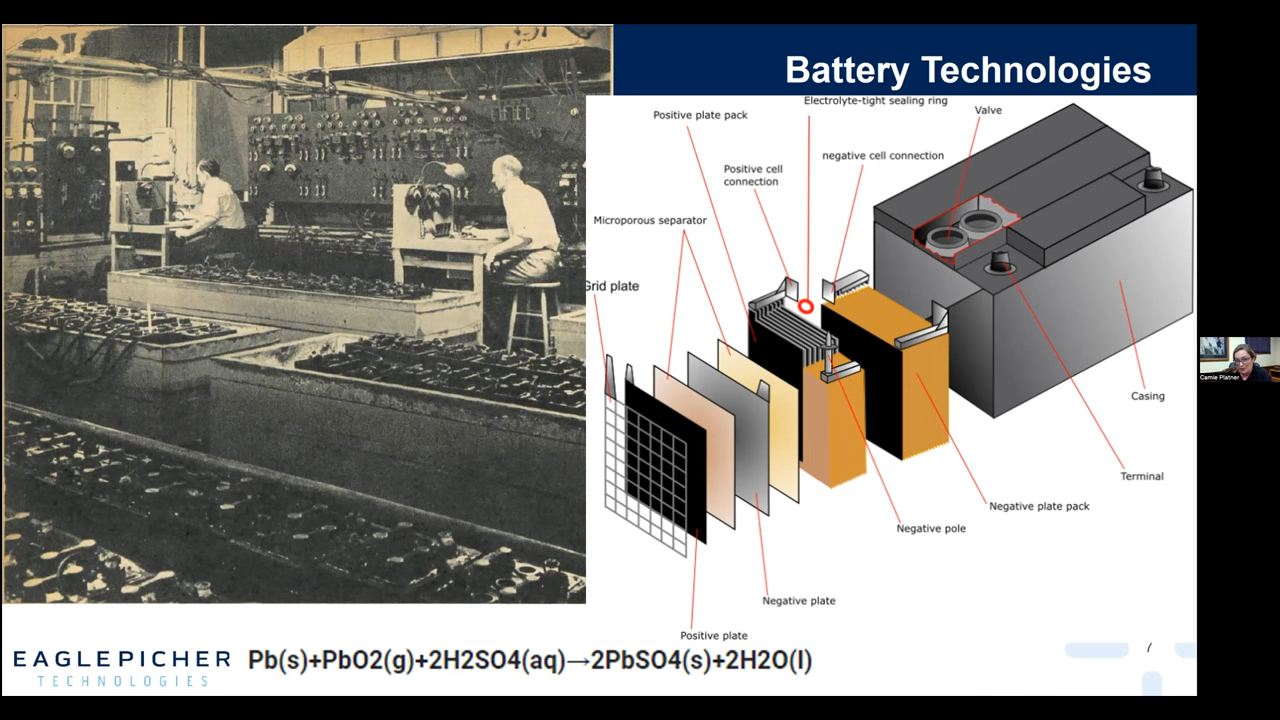 Battery Technologies
Electrolyte-tight sealing ring
Positive plate pack
Valve
Positive cell
connection
negative cell connection
Microporous separator
Grid plate
Casing
Terminal
Negative plate pack
Negative pole
Negative plate
Positive plate
Camie Platner
EAGLEPICHER
TECHNOLOGIES
Pb(s)+PbO2(g)+2H2SO4(aq)→2PbSO4(s)+2H2O(l)
7